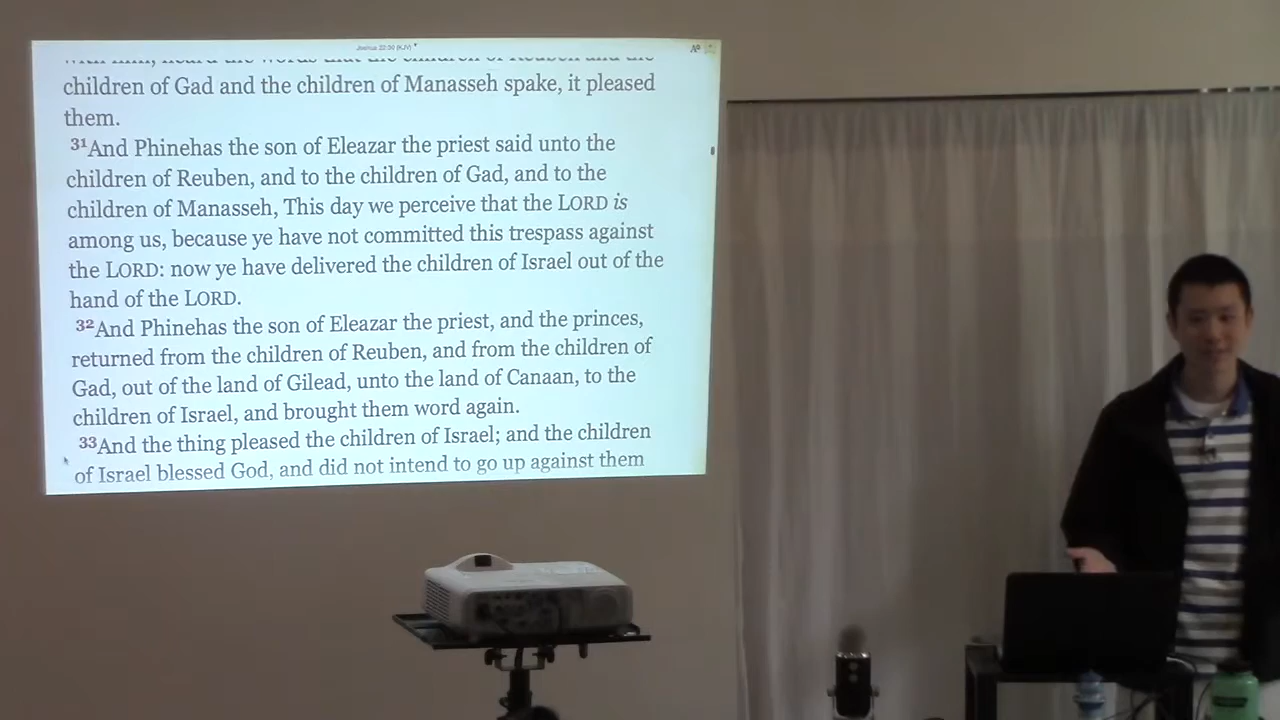 Joshua 22:30 (KJV)
children of Gad and the children of Manasseh spake, it pleased
them.
31And Phinehas the son of Eleazar the priest said unto the
children of Reuben, and to the children of Gad, and to the
children of Manasseh, This day we perceive that the LORD is
among us, because ye have not committed this trespass against
the LORD: now ye have delivered the children of Israel out of the
hand of the LORD.
32And Phinehas the son of Eleazar the priest, and the princes,
returned from the children of Reuben, and from the children of
Gad, out of the land of Gilead, unto the land of Canaan, to the
children of Israel, and brought them word again.
33And the thing pleased the children of Israel; and the children
of Israel blessed God, and did not intend to go up against them